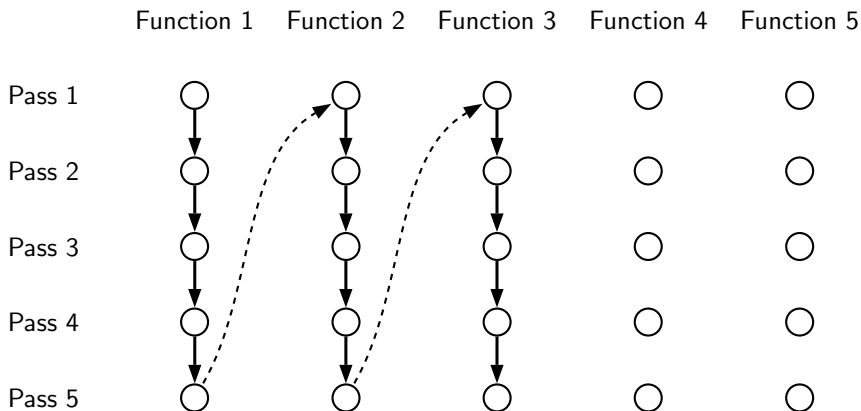 Function 1 Function 2 Function 3 Function 4 Function 5
Pass 1
Pass 2
Pass 3
Pass 4
Pass 5